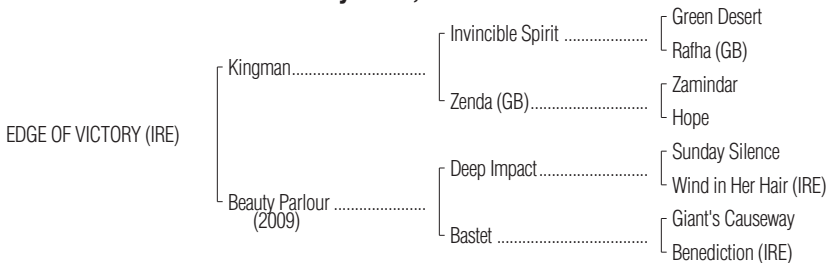 Green Desert
Invincible Spirit ....................
Rafha (GB)
Kingman.................................
Zamindar
Zenda (GB)............................
Hope
EDGE OF VICTORY (IRE)
Sunday Silence
Deep Impact..........................
Wind in Her Hair (IRE)
Beauty Parlour ......................
(2009)
Giant's Causeway
Bastet ....................................
Benediction (IRE)